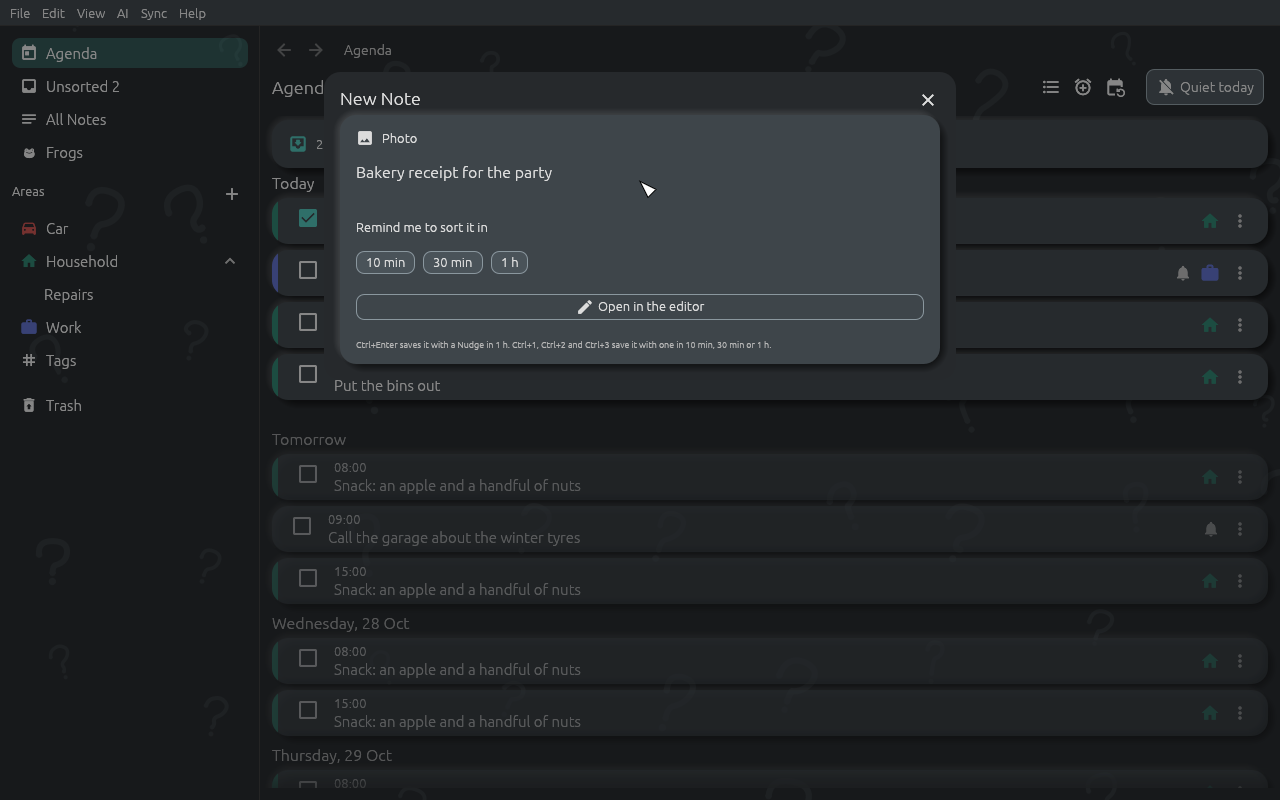 File Edit View AI Sync Help
Agenda
Unsorted 2
All Notes
Frogs
Areas
Car
Household
Repairs
Work
Tags
Trash
Agenda
Agend
Quiet today
2
New Note
Photo
Bakery receipt for the party
Remind me to sort it in
10 min 30 min 1 h
Open in the editor
Ctrl+Enter saves it with a Nudge in 1 h. Ctrl+1, Ctrl+2 and Ctrl+3 save it with one in 10 min, 30 min or 1 h.
Today
Put the bins out
Tomorrow
08:00
Snack: an apple and a handful of nuts
09:00
Call the garage about the winter tyres
15:00
Snack: an apple and a handful of nuts
Wednesday, 28 Oct
08:00
Snack: an apple and a handful of nuts
15:00
Snack: an apple and a handful of nuts
Thursday, 29 Oct
08:00